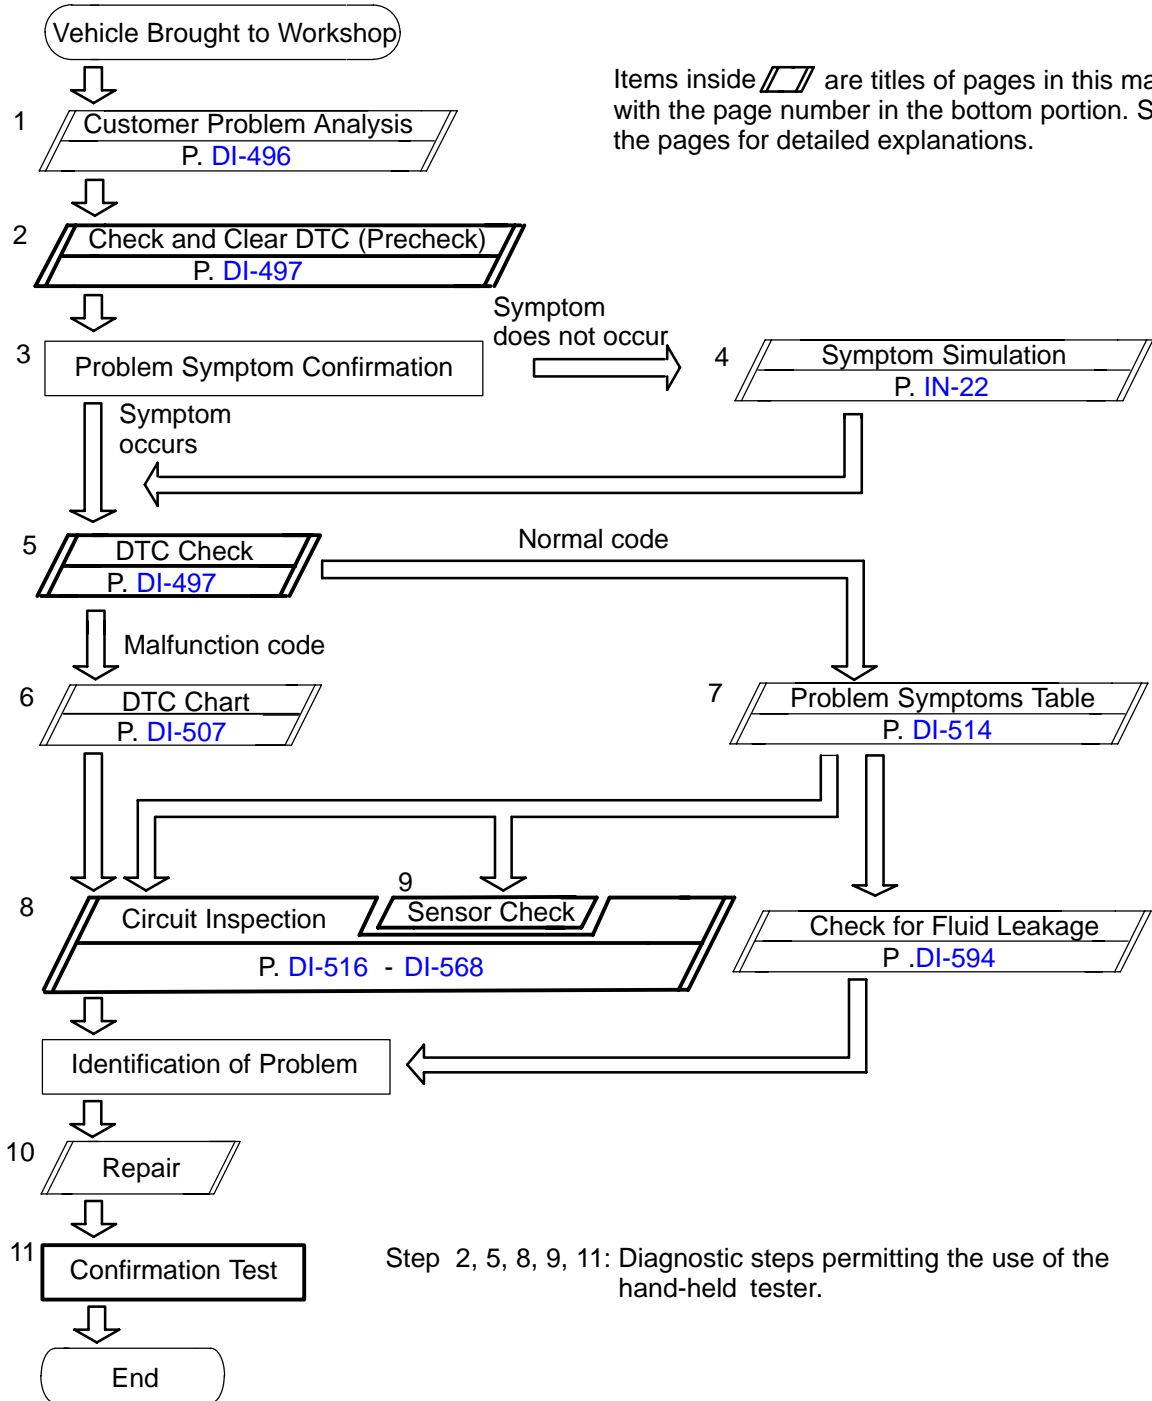 Vehicle Brought to Workshop
Items inside are titles of pages in this ma
with the page number in the bottom portion. S
the pages for detailed explanations.
1
Customer Problem Analysis
P. DI-496
2
Check and Clear DTC (Precheck)
P. DI-497
Symptom
does not occur
3
Problem Symptom Confirmation
4
Symptom Simulation
P. IN-22
Symptom
occurs
5
DTC Check
P. DI-497
Normal code
Malfunction code
6
DTC Chart
P. DI-507
7
Problem Symptoms Table
P. DI-514
8
Circuit Inspection
9
Sensor Check
P. DI-516 - DI-568
Check for Fluid Leakage
P .DI-594
Identification of Problem
10
Repair
11
Confirmation Test
Step 2, 5, 8, 9, 11: Diagnostic steps permitting the use of the
hand-held tester.
End